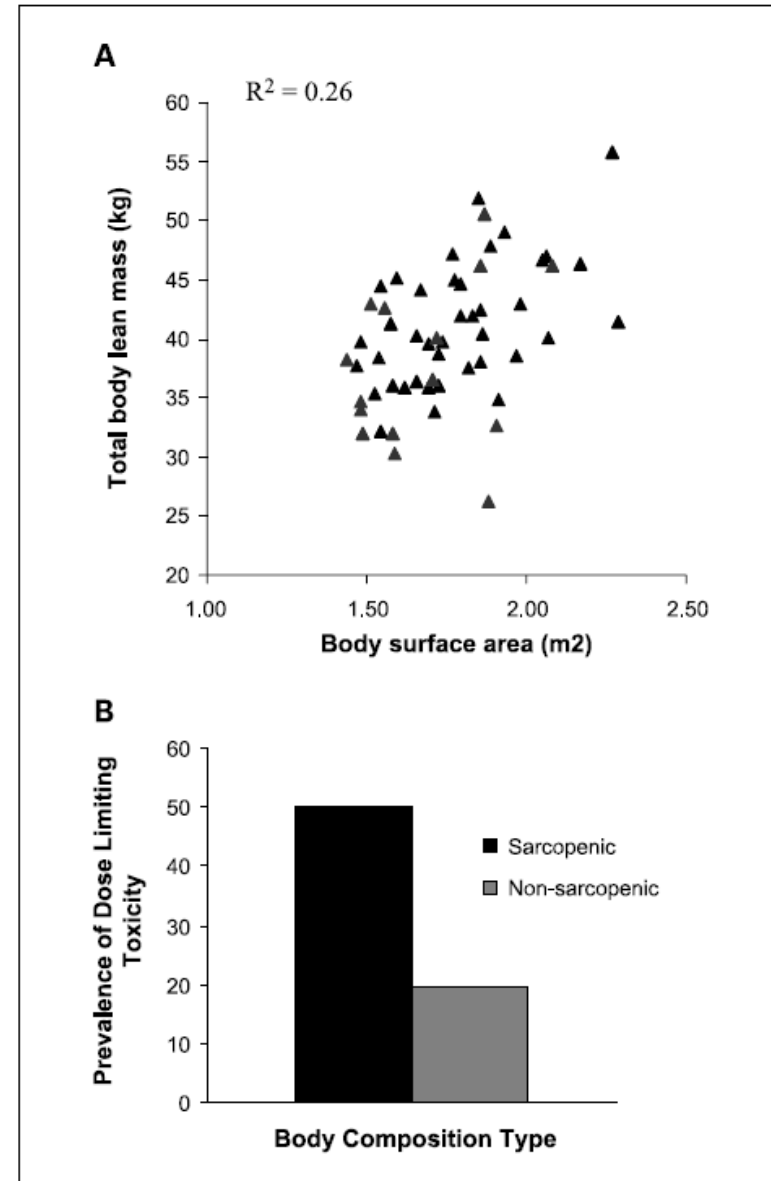 A
R² = 0.26
Total body lean mass (kg)
60
55
50
45
40
35
30
25
20
1.00 1.50 2.00 2.50
Body surface area (m2)
B
Prevalence of Dose Limiting
Toxicity
60
50
40
30
20
10
0
Sarcopenic
Non-sarcopenic
Body Composition Type